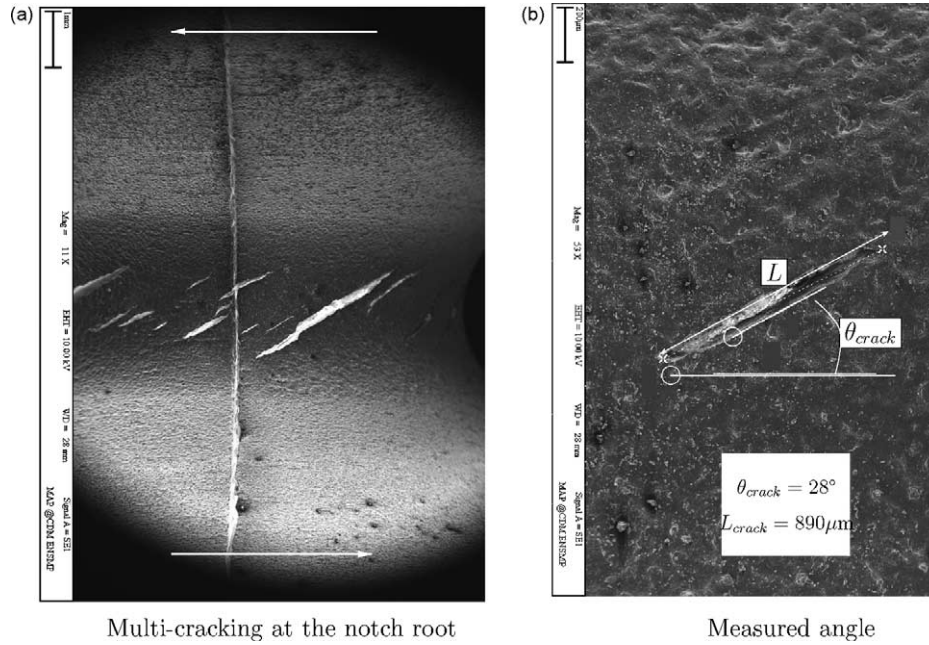 (a)
1mm
Mag = 11 X
EHT = 10.00 kV
WD = 28 mm
Signal A = SE1
MAP @CDM ENSMP
Multi-cracking at the notch root
(b)
200µm
Mag = 53 X
EHT = 10.00 kV
WD = 28 mm
Signal A = SE1
MAP @CDM ENSMP
L
θcrack
θcrack = 28°
Lcrack = 890µm
Measured angle